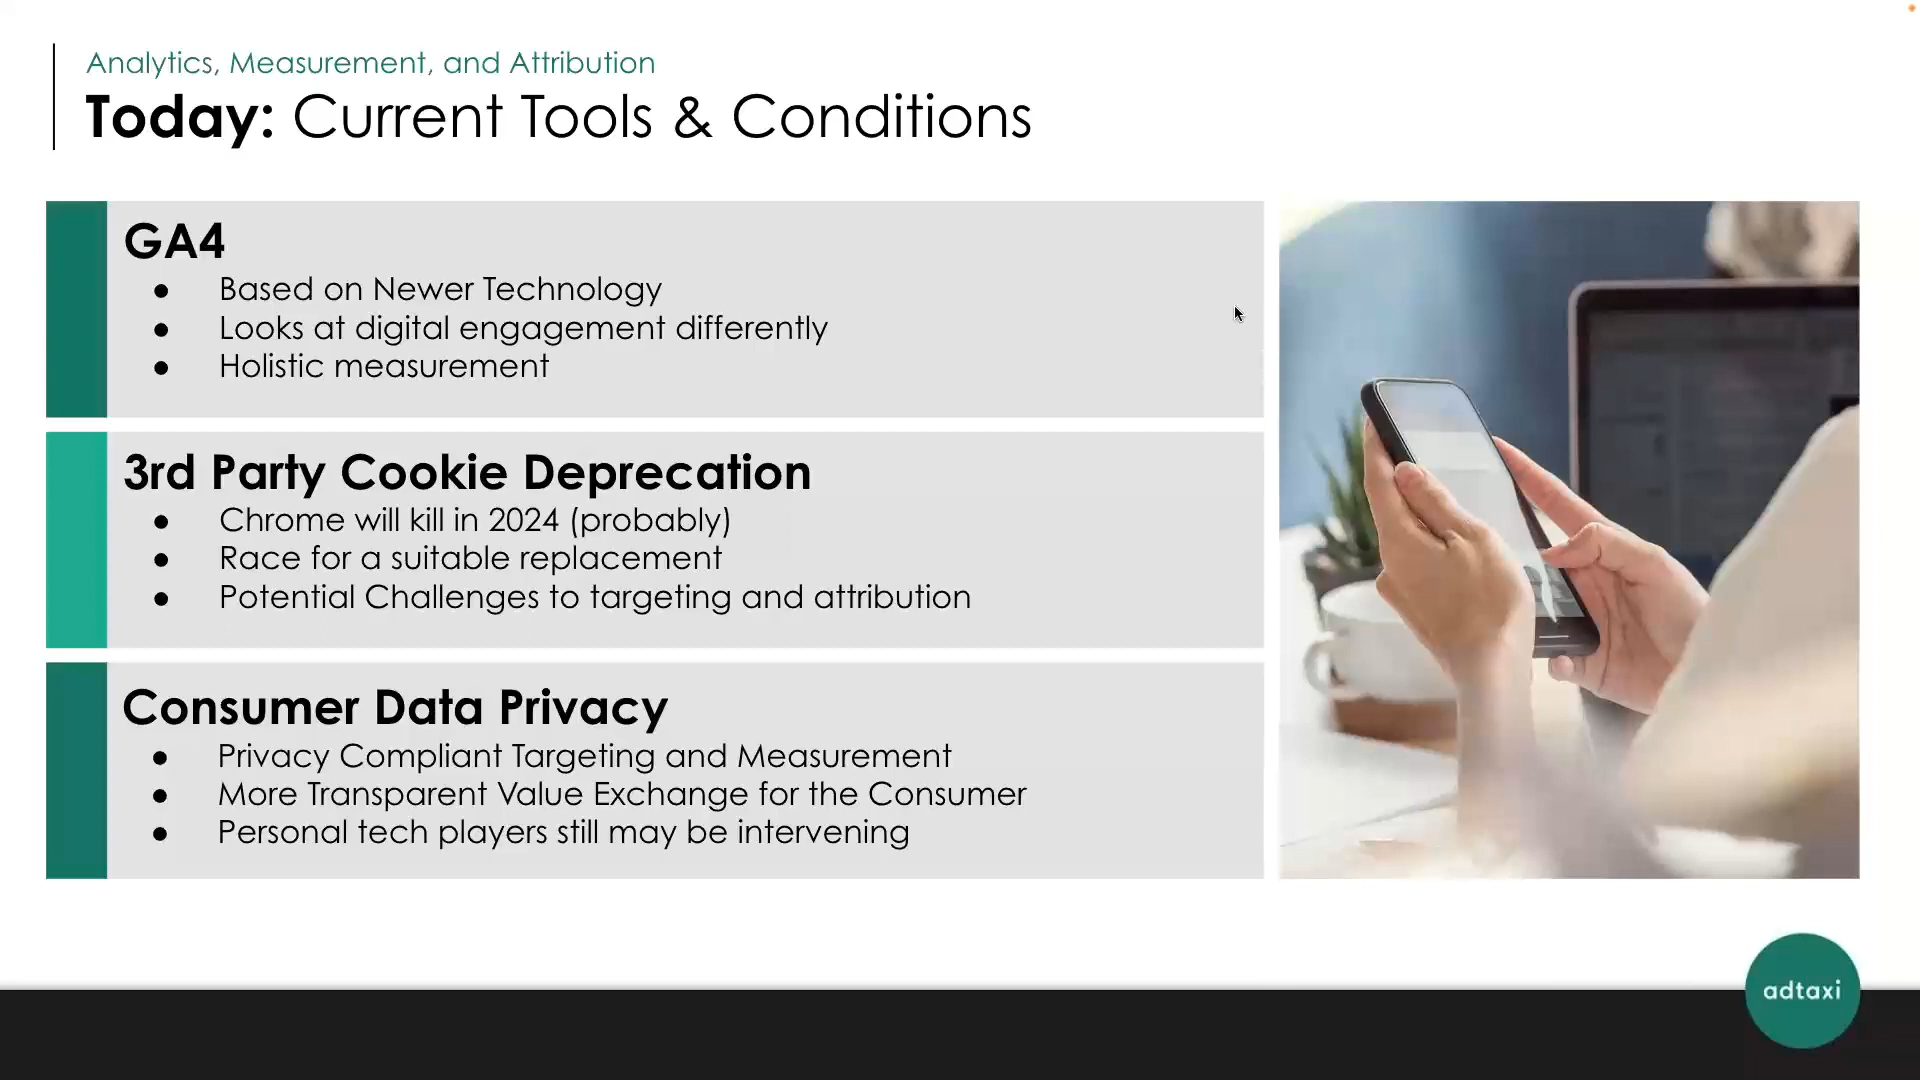 Analytics, Measurement, and Attribution
Today: Current Tools & Conditions
GA4
● Based on Newer Technology
● Looks at digital engagement differently
● Holistic measurement
3rd Party Cookie Deprecation
● Chrome will kill in 2024 (probably)
● Race for a suitable replacement
● Potential Challenges to targeting and attribution
Consumer Data Privacy
● Privacy Compliant Targeting and Measurement
● More Transparent Value Exchange for the Consumer
● Personal tech players still may be intervening
adtaxi